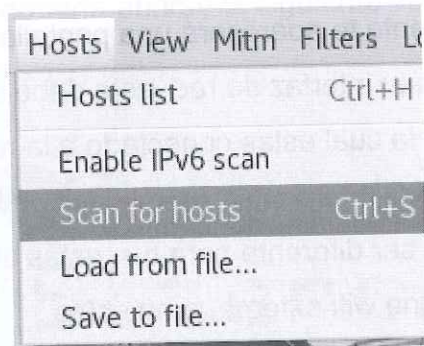 Hosts View Mitm Filters
Hosts list Ctrl+H
Enable IPv6 scan
Scan for hosts Ctrl+S
Load from file...
Save to file...